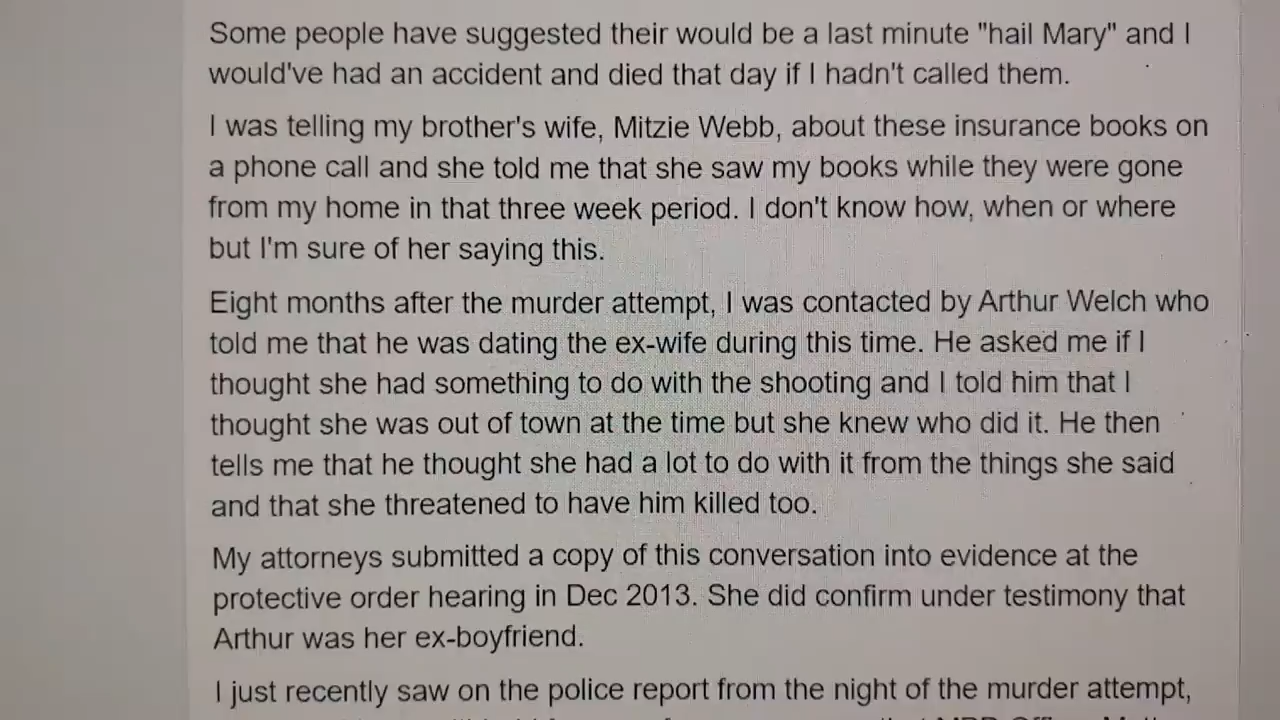 Some people have suggested their would be a last minute "hail Mary" and I
would've had an accident and died that day if I hadn't called them.
I was telling my brother's wife, Mitzie Webb, about these insurance books on
a phone call and she told me that she saw my books while they were gone
from my home in that three week period. I don't know how, when or where
but I'm sure of her saying this.
Eight months after the murder attempt, I was contacted by Arthur Welch who
told me that he was dating the ex-wife during this time. He asked me if I
thought she had something to do with the shooting and I told him that I
thought she was out of town at the time but she knew who did it. He then
tells me that he thought she had a lot to do with it from the things she said
and that she threatened to have him killed too.
My attorneys submitted a copy of this conversation into evidence at the
protective order hearing in Dec 2013. She did confirm under testimony that
Arthur was her ex-boyfriend.
I just recently saw on the police report from the night of the murder attempt,